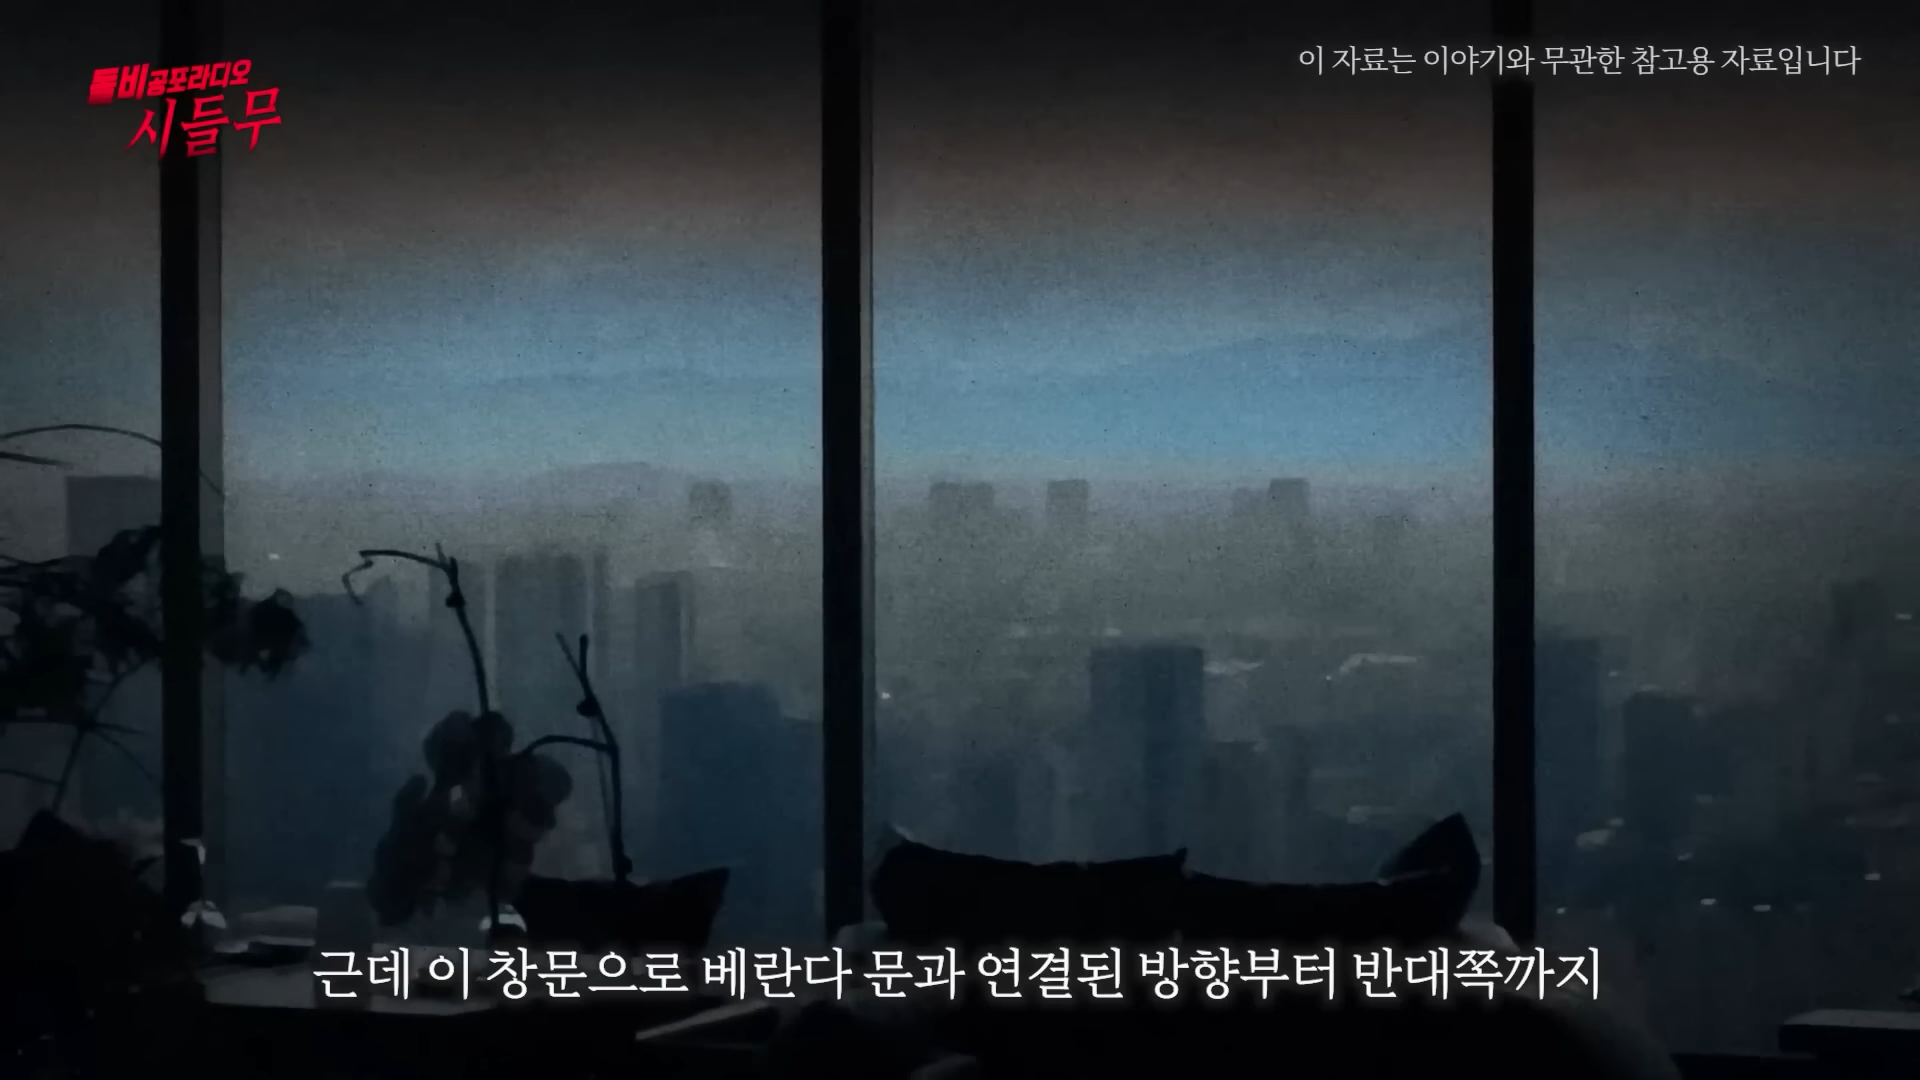 이 자료는 이야기와 무관한 참고용 자료입니다
돌비공포라디오
시들무
근데 이 창문으로 베란다 문과 연결된 방향부터 반대쪽까지